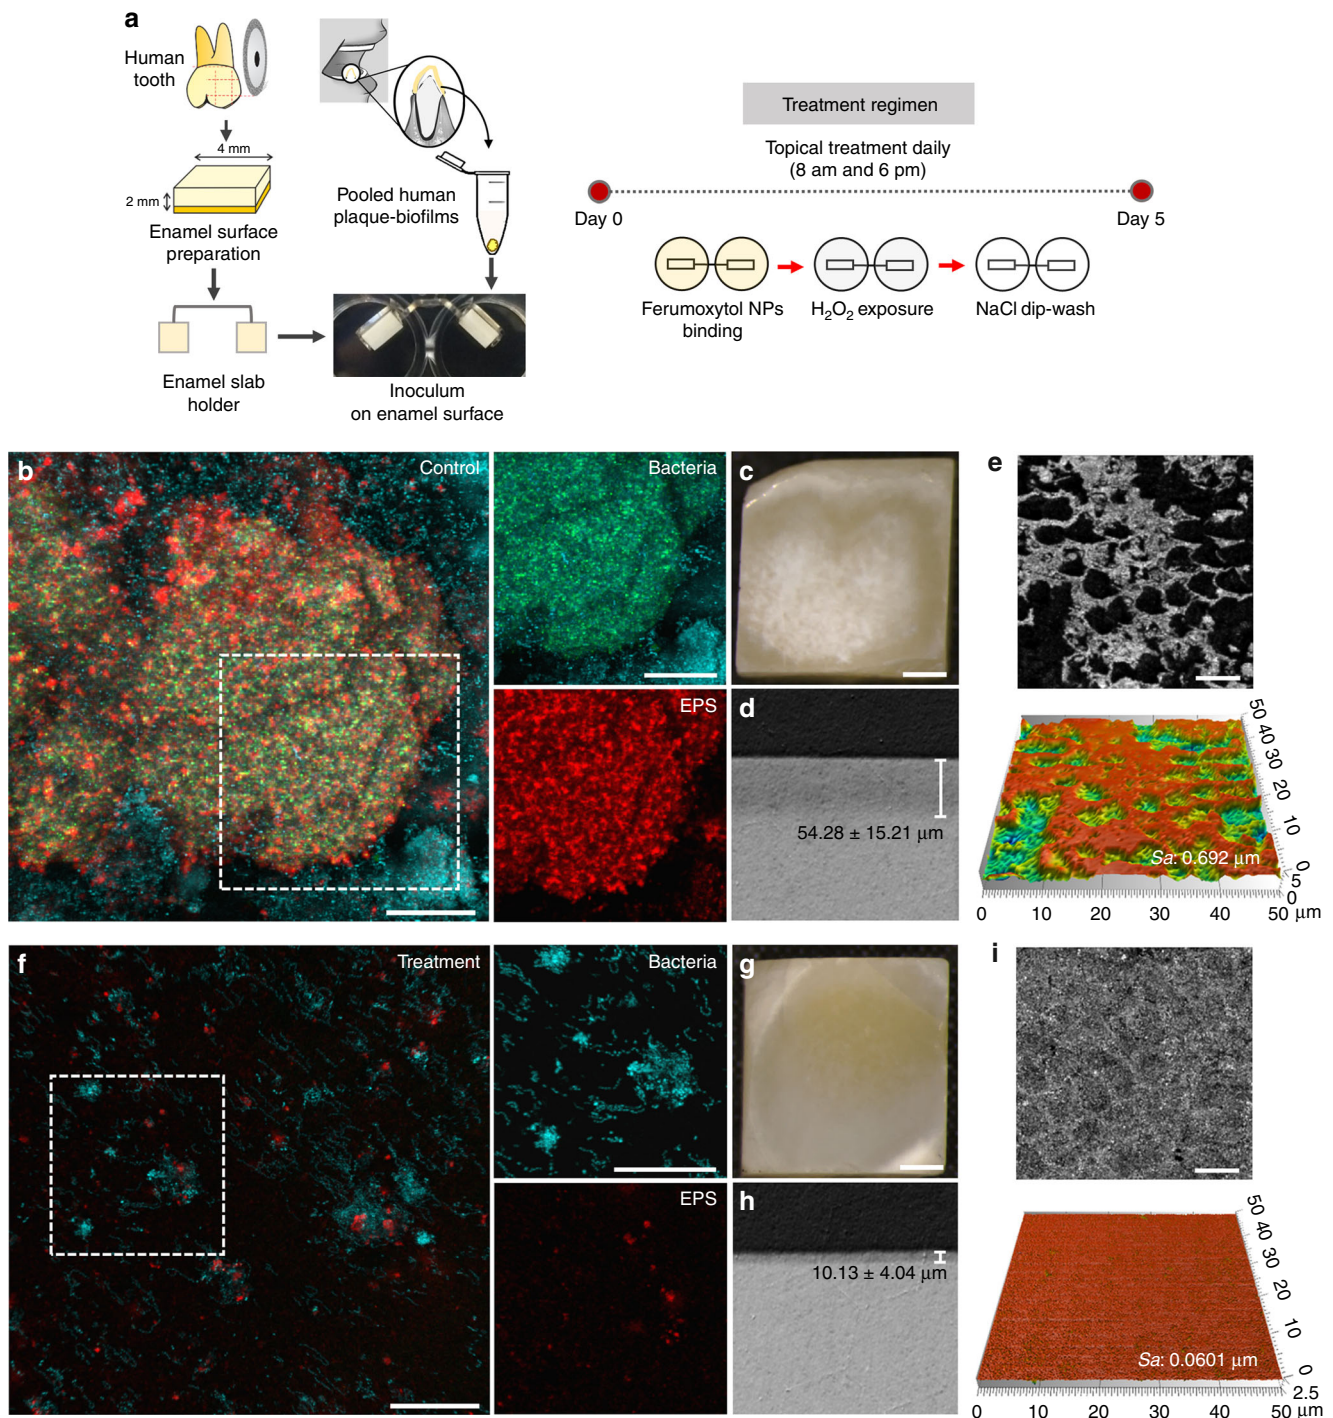 a
Human
tooth
4 mm
2 mm
Enamel surface
preparation
Enamel slab
holder
Pooled human
plaque-biofilms
Inoculum
on enamel surface
Treatment regimen
Topical treatment daily
(8 am and 6 pm)
Day 0
Day 5
Ferumoxytol NPs
binding
H₂O₂ exposure
NaCl dip-wash
b
Control
Bacteria
EPS
c
d
54.28 ± 15.21 µm
e
Sa: 0.692 µm
50
40
30
20
10
0
5
0
0 10 20 30 40 50 µm
f
Treatment
Bacteria
EPS
g
h
10.13 ± 4.04 µm
i
Sa: 0.0601 µm
50
40
30
20
10
0
2.5
µm
0 10 20 30 40 50